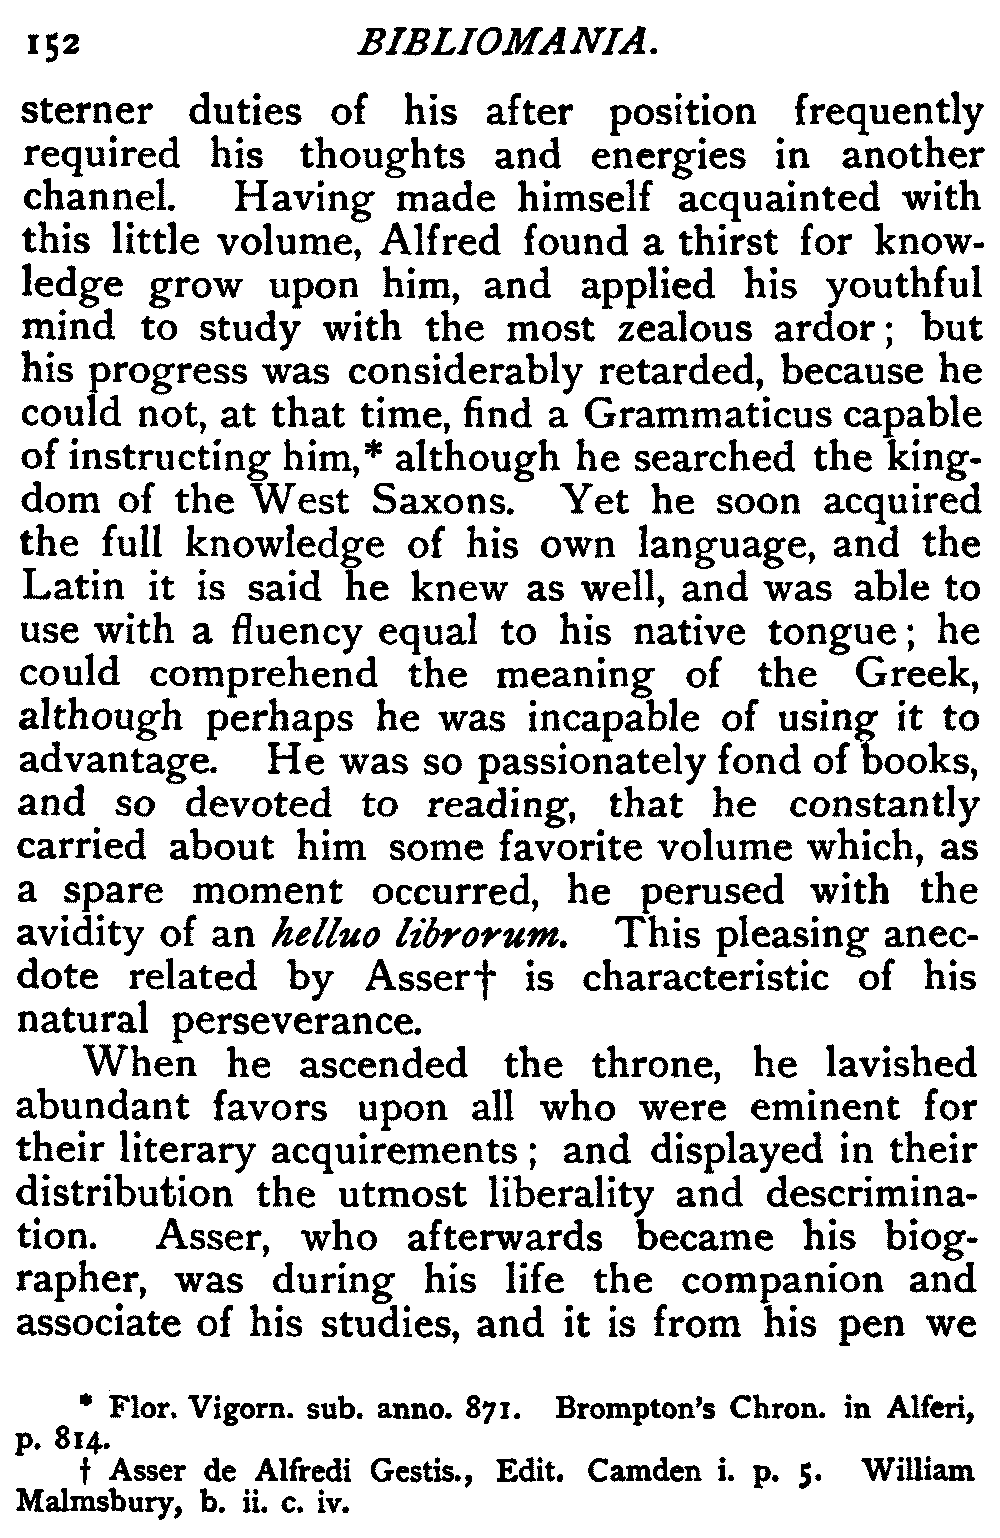 152 BIBLIOMANIA.
sterner duties of his after position frequently
required his thoughts and energies in another
channel. Having made himself acquainted with
this little volume, Alfred found a thirst for know-
ledge grow upon him, and applied his youthful
mind to study with the most zealous ardor; but
his progress was considerably retarded, because he
could not, at that time, find a Grammaticus capable
of instructing him,* although he searched the king-
dom of the West Saxons. Yet he soon acquired
the full knowledge of his own language, and the
Latin it is said he knew as well, and was able to
use with a fluency equal to his native tongue; he
could comprehend the meaning of the Greek,
although perhaps he was incapable of using it to
advantage. He was so passionately fond of books,
and so devoted to reading, that he constantly
carried about him some favorite volume which, as
a spare moment occurred, he perused with the
avidity of an helluo librorum. This pleasing anec-
dote related by Asser† is characteristic of his
natural perseverance.
When he ascended the throne, he lavished
abundant favors upon all who were eminent for
their literary acquirements; and displayed in their
distribution the utmost liberality and descrimina-
tion. Asser, who afterwards became his biog-
rapher, was during his life the companion and
associate of his studies, and it is from his pen we
* Flor. Vigorn. sub. anno. 871. Brompton's Chron. in Alferi,
p. 814.
† Asser de Alfredi Gestis., Edit. Camden i. p. 5. William
Malmsbury, b. ii. c. iv.